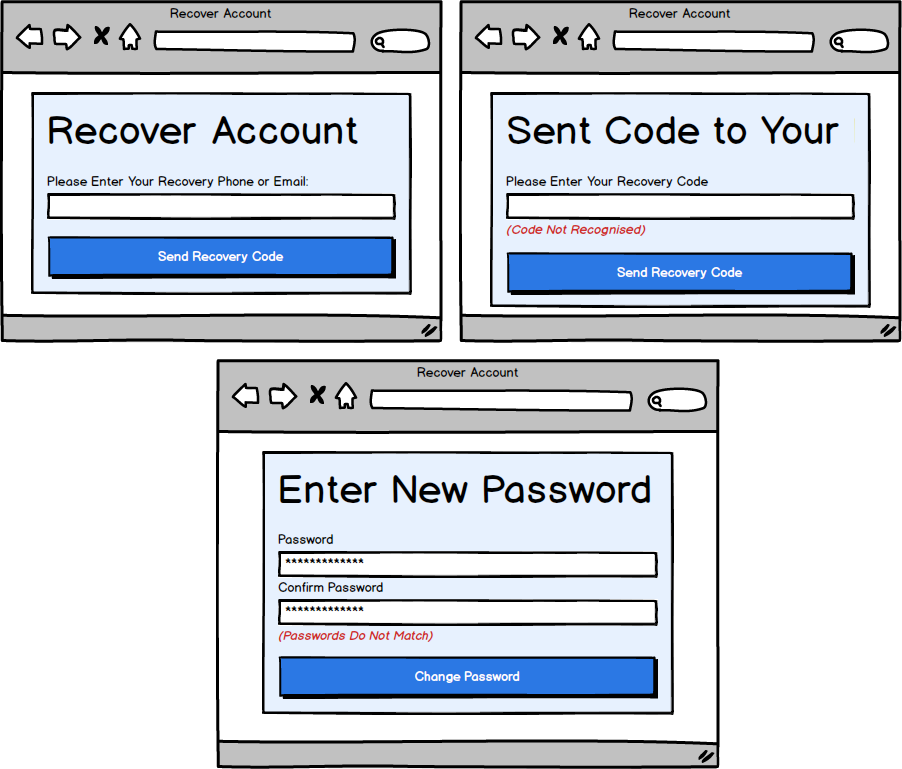 Recover Account
Recover Account
Please Enter Your Recovery Phone or Email:
Send Recovery Code
Recover Account
Sent Code to Your
Please Enter Your Recovery Code
(Code Not Recognised)
Send Recovery Code
Recover Account
Enter New Password
Password
*************
Confirm Password
*************
(Passwords Do Not Match)
Change Password